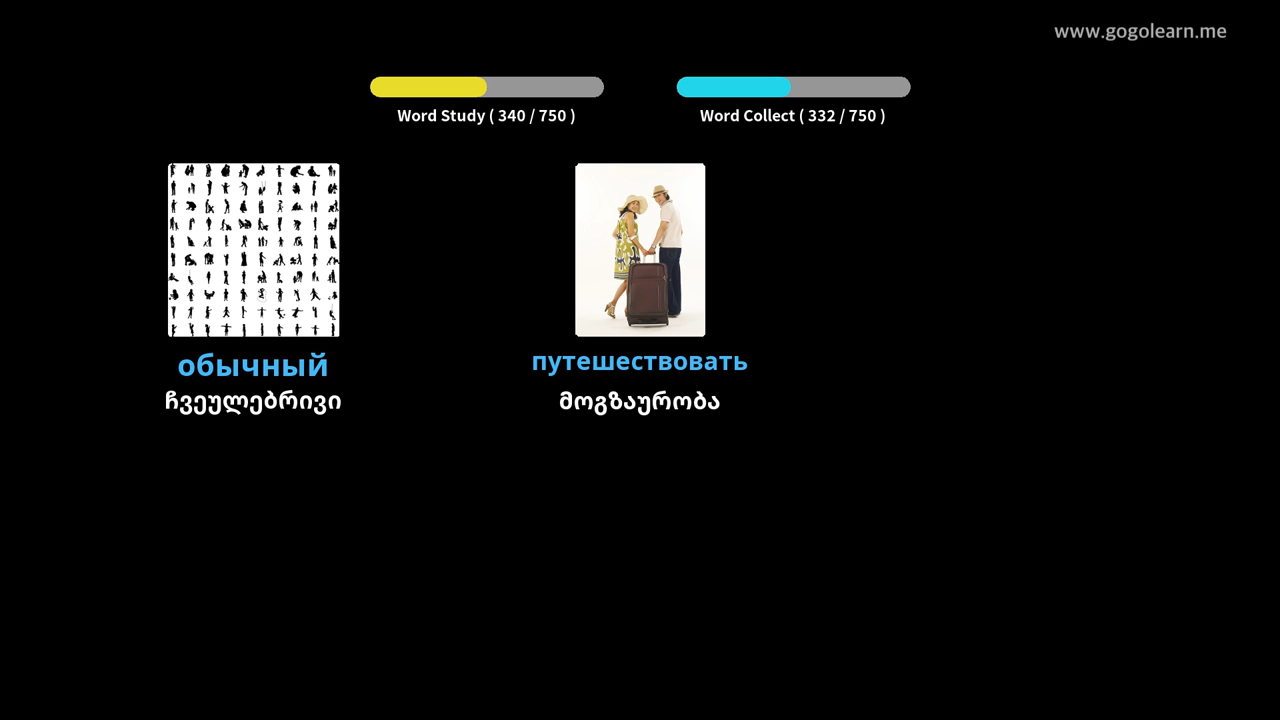 www.gogolearn.me
Word Study ( 340 / 750 )
Word Collect ( 332 / 750 )
обычный
ჩვეულებრივი
путешествовать
მოგზაურობა